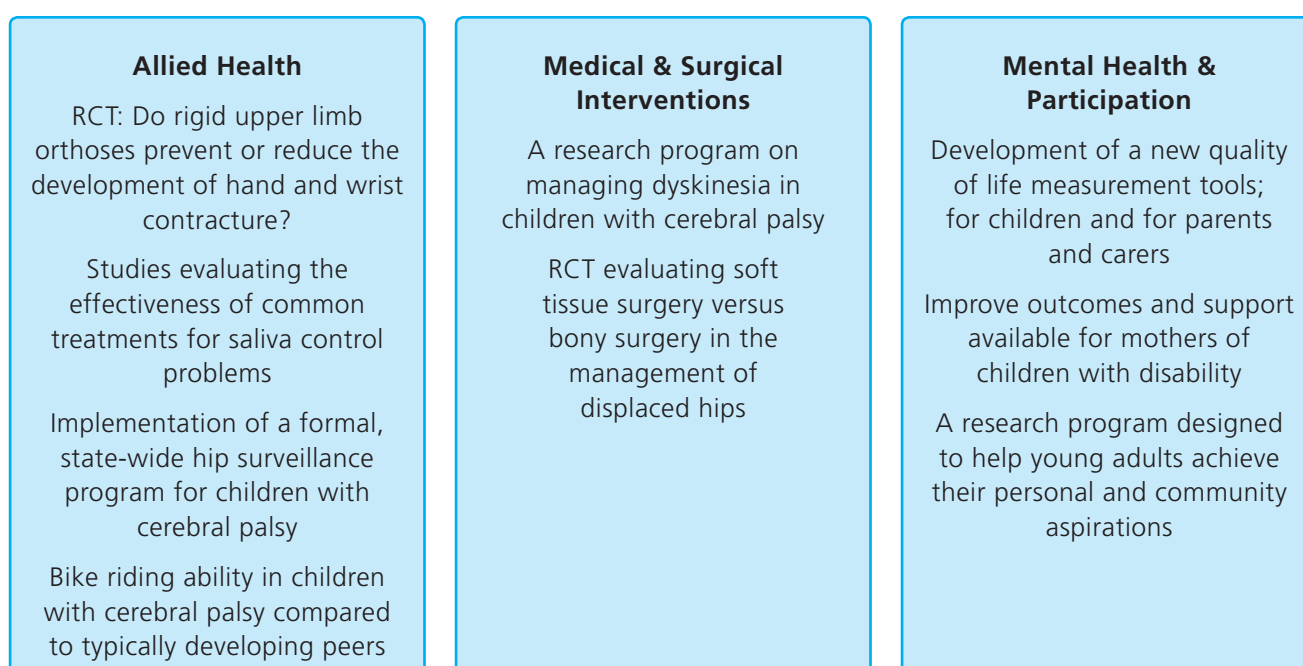 Allied Health
RCT: Do rigid upper limb
orthoses prevent or reduce the
development of hand and wrist
contracture?
Studies evaluating the
effectiveness of common
treatments for saliva control
problems
Implementation of a formal,
state-wide hip surveillance
program for children with
cerebral palsy
Bike riding ability in children
with cerebral palsy compared
to typically developing peers
Medical & Surgical
Interventions
A research program on
managing dyskinesia in
children with cerebral palsy
RCT evaluating soft
tissue surgery versus
bony surgery in the
management of
displaced hips
Mental Health &
Participation
Development of a new quality
of life measurement tools;
for children and for parents
and carers
Improve outcomes and support
available for mothers of
children with disability
A research program designed
to help young adults achieve
their personal and community
aspirations